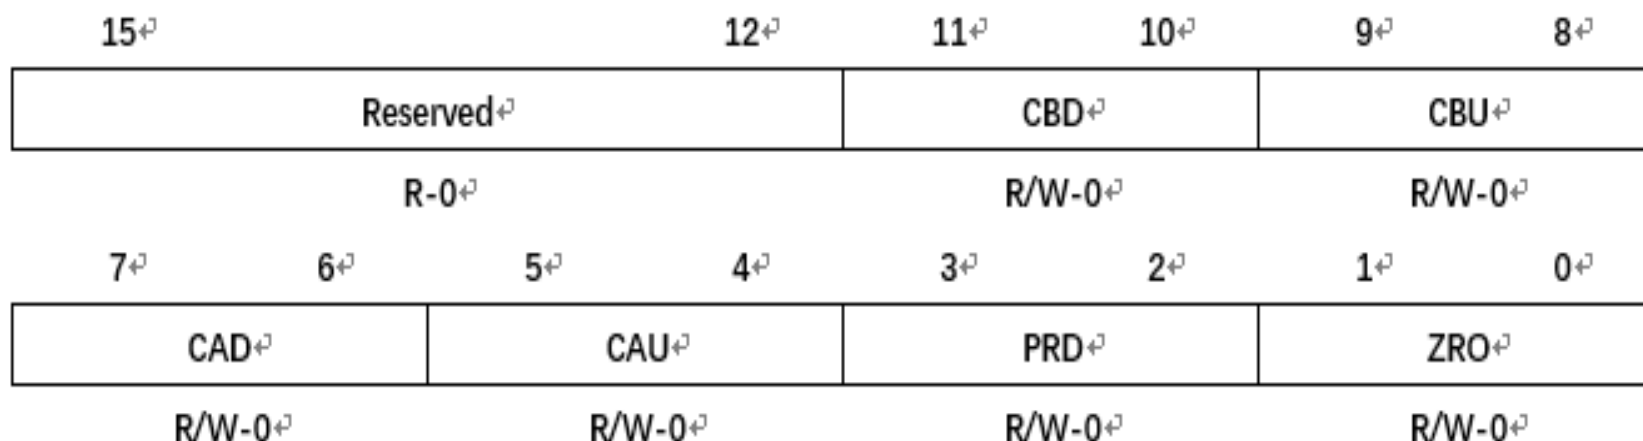 15↵ 12↵ 11↵ 10↵ 9↵ 8↵
Reserved↵ CBD↵ CBU↵
R-0↵ R/W-0↵ R/W-0↵
7↵ 6↵ 5↵ 4↵ 3↵ 2↵ 1↵ 0↵
CAD↵ CAU↵ PRD↵ ZRO↵
R/W-0↵ R/W-0↵ R/W-0↵ R/W-0↵